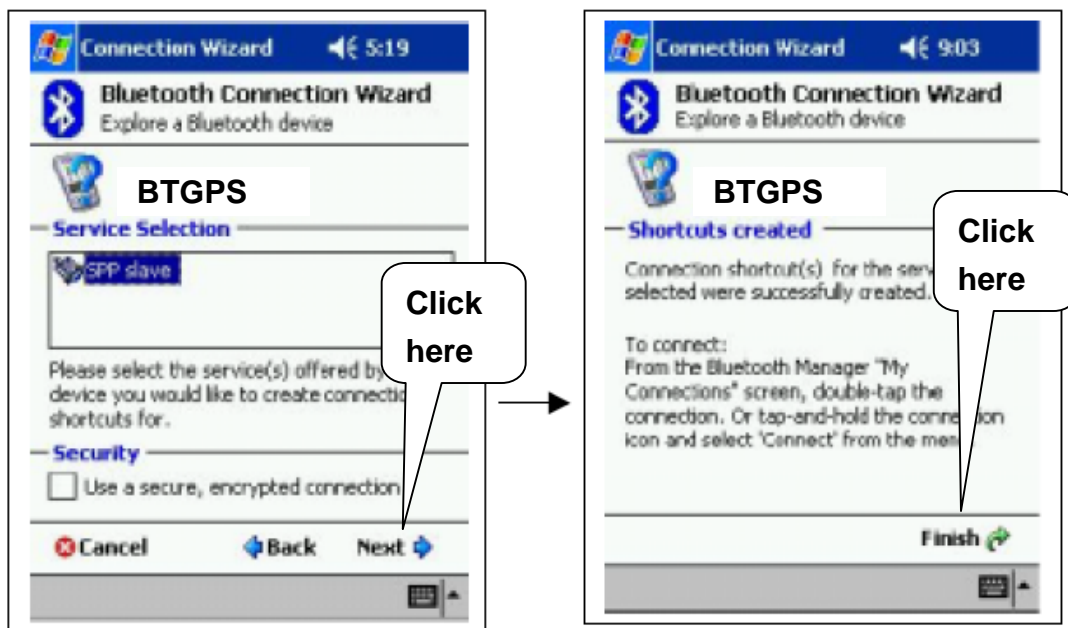 Connection Wizard 5:19
Bluetooth Connection Wizard
Explore a Bluetooth device
BTGPS
Service Selection
SPP slave
Click
here
Please select the service(s) offered by
device you would like to create
shortcuts for.
Security
Use a secure, encrypted connection
Cancel Back Next
Connection Wizard 9:03
Bluetooth Connection Wizard
Explore a Bluetooth device
BTGPS
Shortcuts created
Click
here
Connection shortcut(s) for the
selected were successfully created.
To connect:
From the Bluetooth Manager "My
Connections" screen, double-tap the
connection. Or tap-and-hold the
icon and select 'Connect' from the
Finish